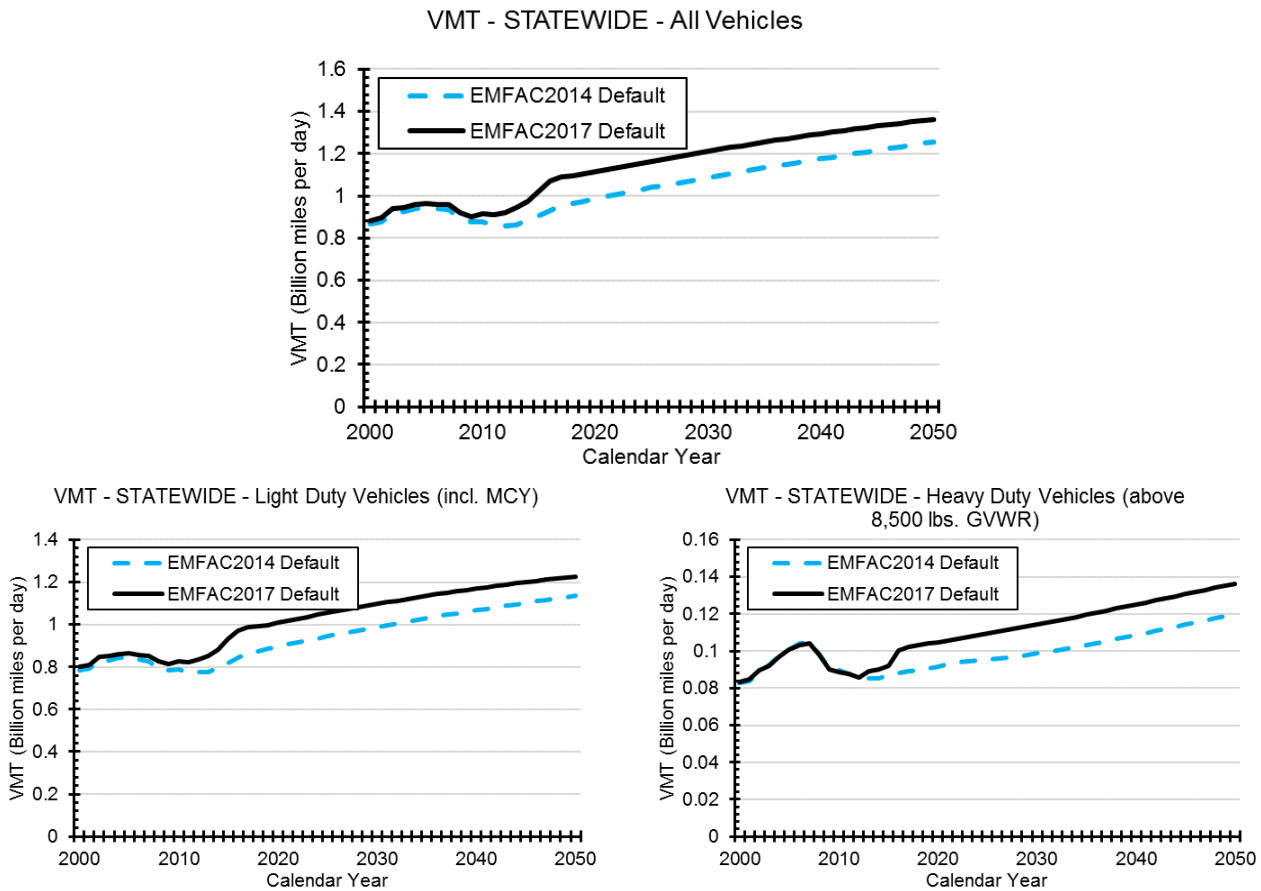 VMT - STATEWIDE - All Vehicles
1.6
1.4
1.2
1
0.8
0.6
0.4
0.2
0
VMT (Billion miles per day)
EMFAC2014 Default
EMFAC2017 Default
2000 2010 2020 2030 2040 2050
Calendar Year
VMT - STATEWIDE - Light Duty Vehicles (incl. MCY)
1.4
1.2
1
0.8
0.6
0.4
0.2
0
VMT (Billion miles per day)
EMFAC2014 Default
EMFAC2017 Default
2000 2010 2020 2030 2040 2050
Calendar Year
VMT - STATEWIDE - Heavy Duty Vehicles (above
8,500 lbs. GVWR)
0.16
0.14
0.12
0.1
0.08
0.06
0.04
0.02
0
VMT (Billion miles per day)
EMFAC2014 Default
EMFAC2017 Default
2000 2010 2020 2030 2040 2050
Calendar Year